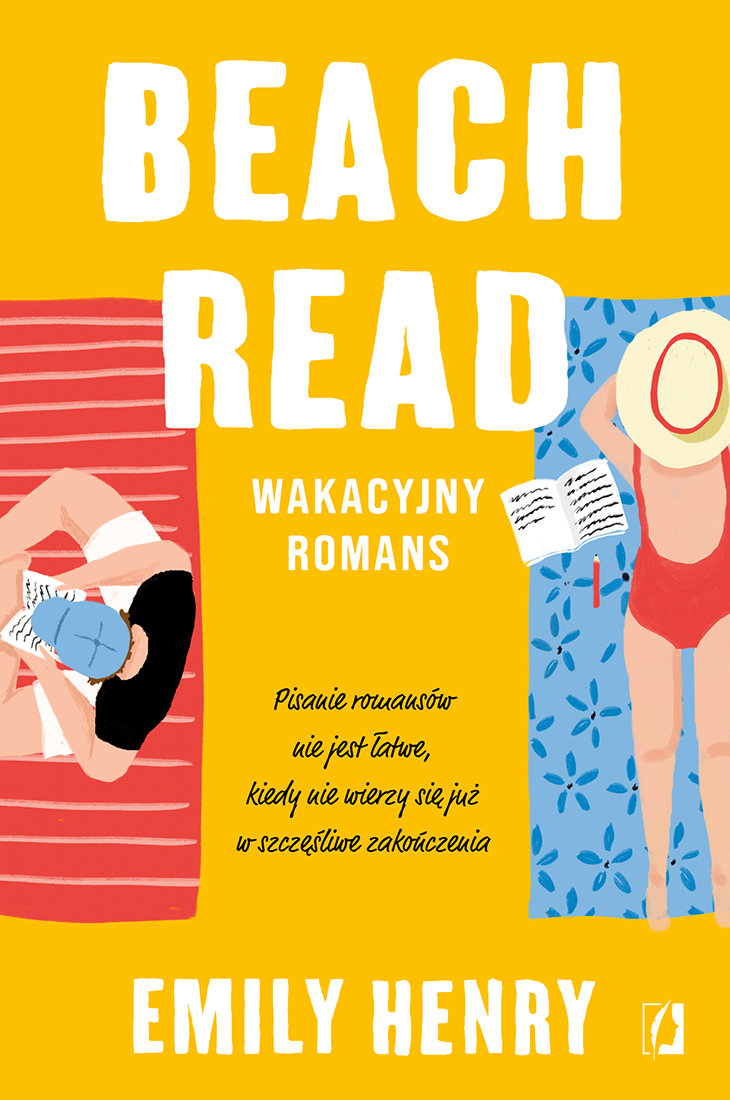 BEACH
READ
WAKACYJNY
ROMANS
Pisanie romansów
nie jest łatwe,
kiedy nie wierzy się już
w szczęśliwe zakończenia
EMILY HENRY